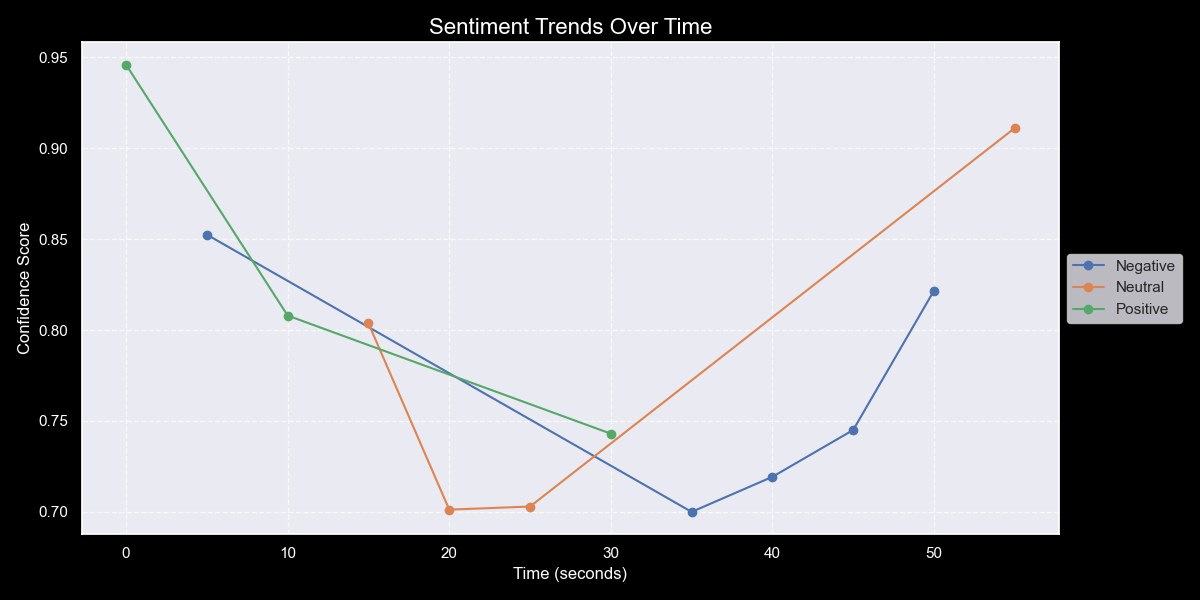 Sentiment Trends Over Time
Confidence Score
0.95
0.90
0.85
0.80
0.75
0.70
0
10
20
30
40
50
Time (seconds)
Negative
Neutral
Positive